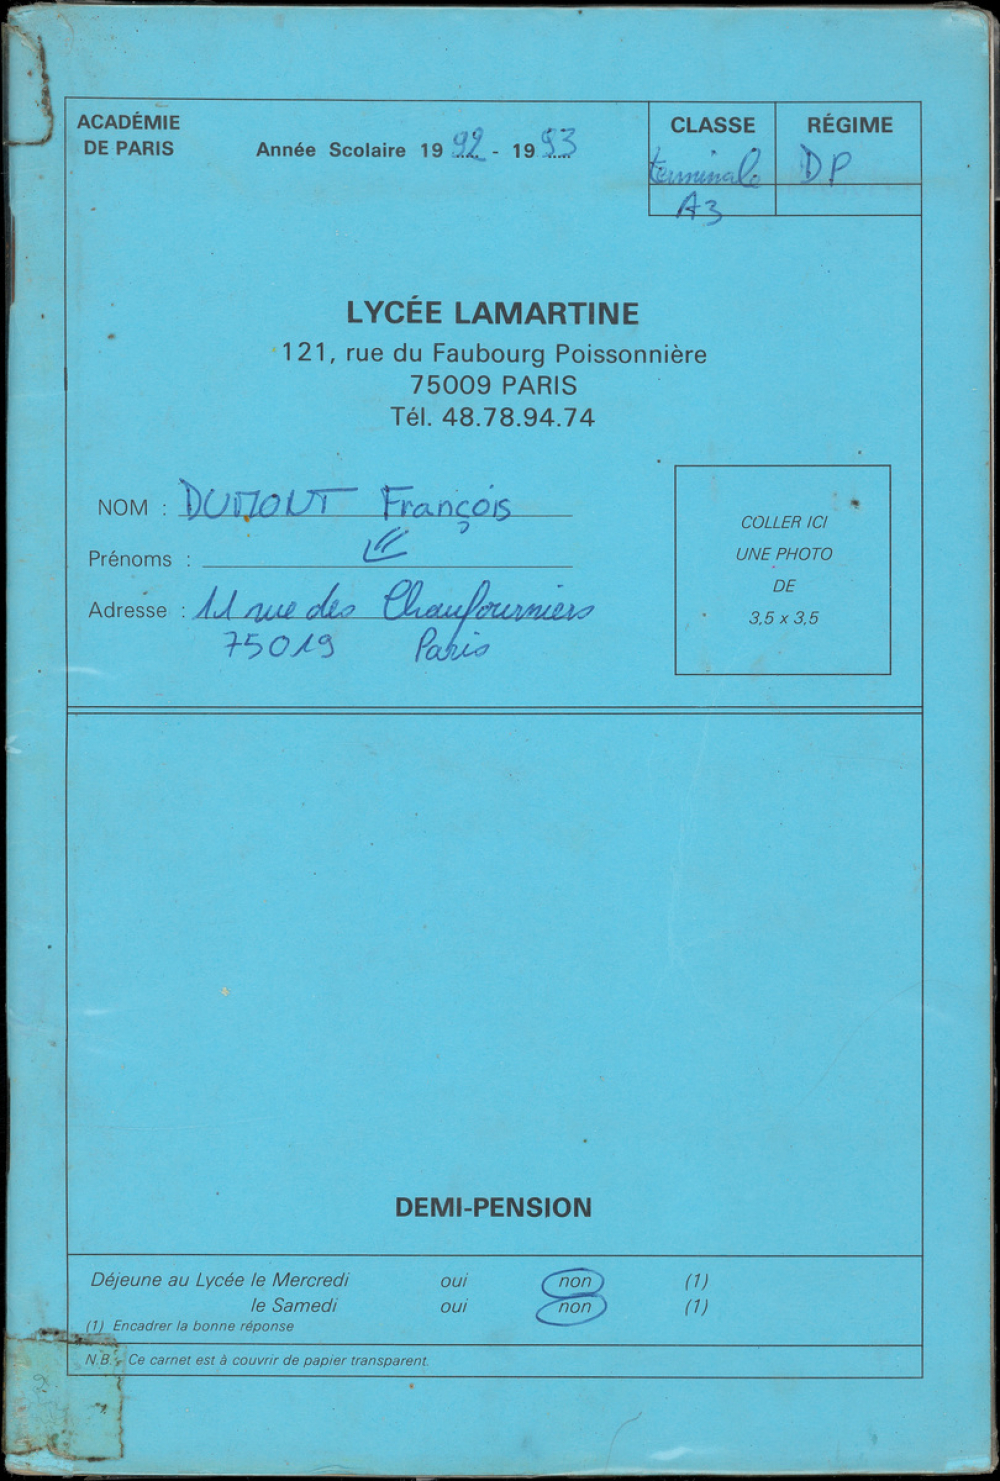 ACADÉMIE
DE PARIS
Année Scolaire 19 92 - 19 93
CLASSE
terminale
A3
RÉGIME
DP
LYCÉE LAMARTINE
121, rue du Faubourg Poissonnière
75009 PARIS
Tél. 48.78.94.74
NOM : DUMONT François
Prénoms :
Adresse : 11 rue des Chaufourniers
75019 Paris
COLLER ICI
UNE PHOTO
DE
3,5 x 3,5
DEMI-PENSION
Déjeune au Lycée le Mercredi oui non (1)
le Samedi oui non (1)
(1) Encadrer la bonne réponse
N.B. - Ce carnet est à couvrir de papier transparent.